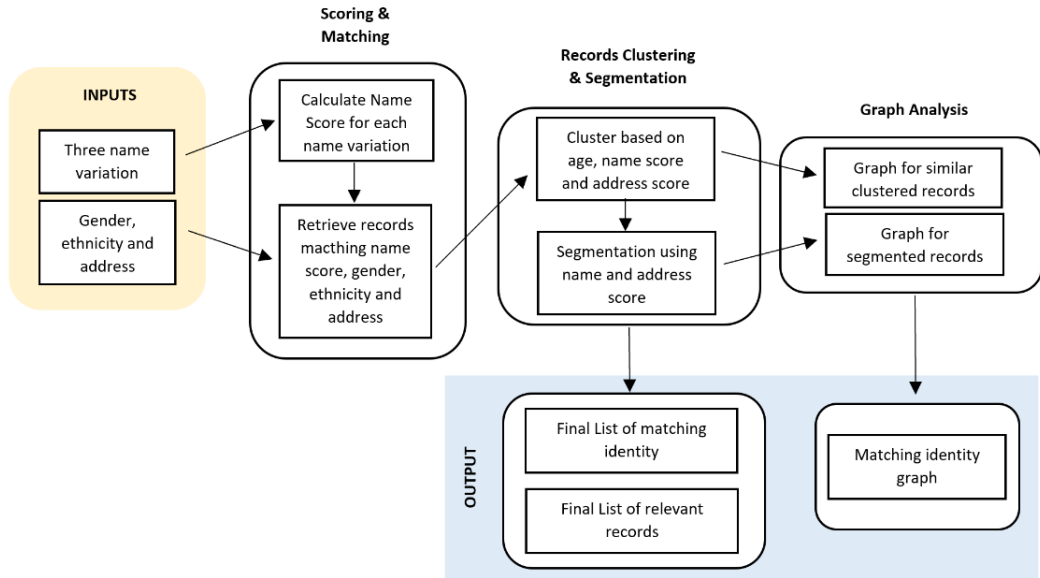 INPUTS
Three name
variation
Gender,
ethnicity and
address
Scoring &
Matching
Calculate Name
Score for each
name variation
Retrieve records
macthing name
score, gender,
ethnicity and
address
Records Clustering
& Segmentation
Cluster based on
age, name score
and address score
Segmentation using
name and address
score
Graph Analysis
Graph for similar
clustered records
Graph for
segmented records
OUTPUT
Final List of matching
identity
Final List of relevant
records
Matching identity
graph